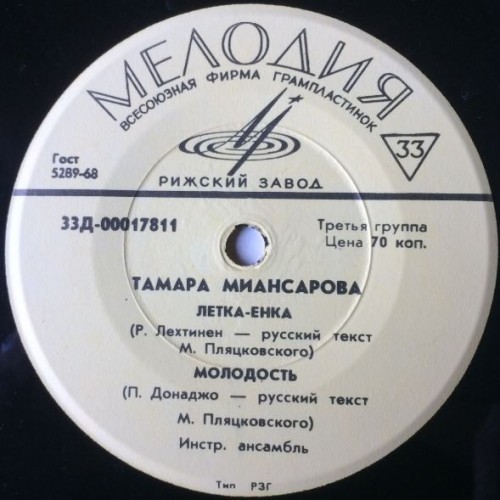 МЕЛОДИЯ
ВСЕСОЮЗНАЯ ФИРМА ГРАМПЛАСТИНОК
33
Гост
5289-68
РИЖСКИЙ ЗАВОД
33Д-00017811
Третья группа
Цена 70 коп.
ТАМАРА МИАНСАРОВА
ЛЕТКА-ЕНКА
(Р. Лехтинен — русский текст
М. Пляцковского)
МОЛОДОСТЬ
(П. Донаджо — русский текст
М. Пляцковского)
Инстр. ансамбль
Тип РЗГ